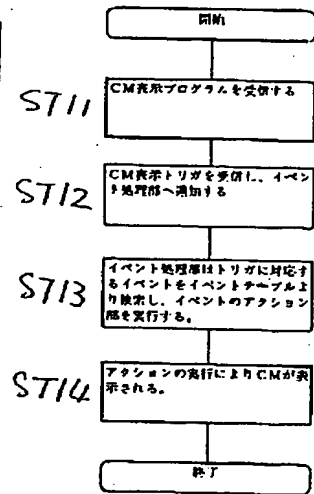 開始
ST11
CM表示プログラムを受信する
ST12
CM表示トリガを受信し、イベン
ト処理部へ通知する
ST13
イベント処理部はトリガに対応す
るイベントをイベントテーブルよ
り検索し、イベントのアクション
部を実行する。
ST14
アクションの実行によりCMが表
示される。
終了